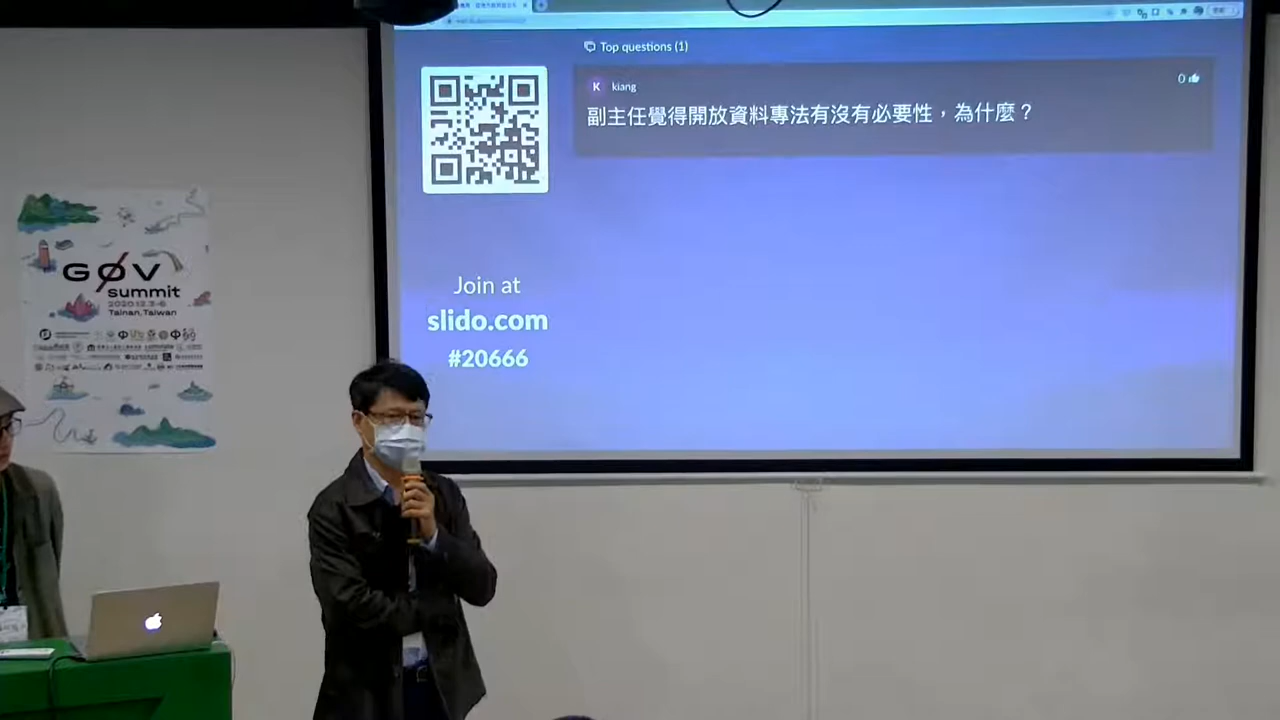 Top questions (1)
K kiang
0
副主任覺得開放資料專法有沒有必要性，為什麼？
Join at
slido.com
#20666
GØV
summit
2020.12.3-6
Tainan, Taiwan